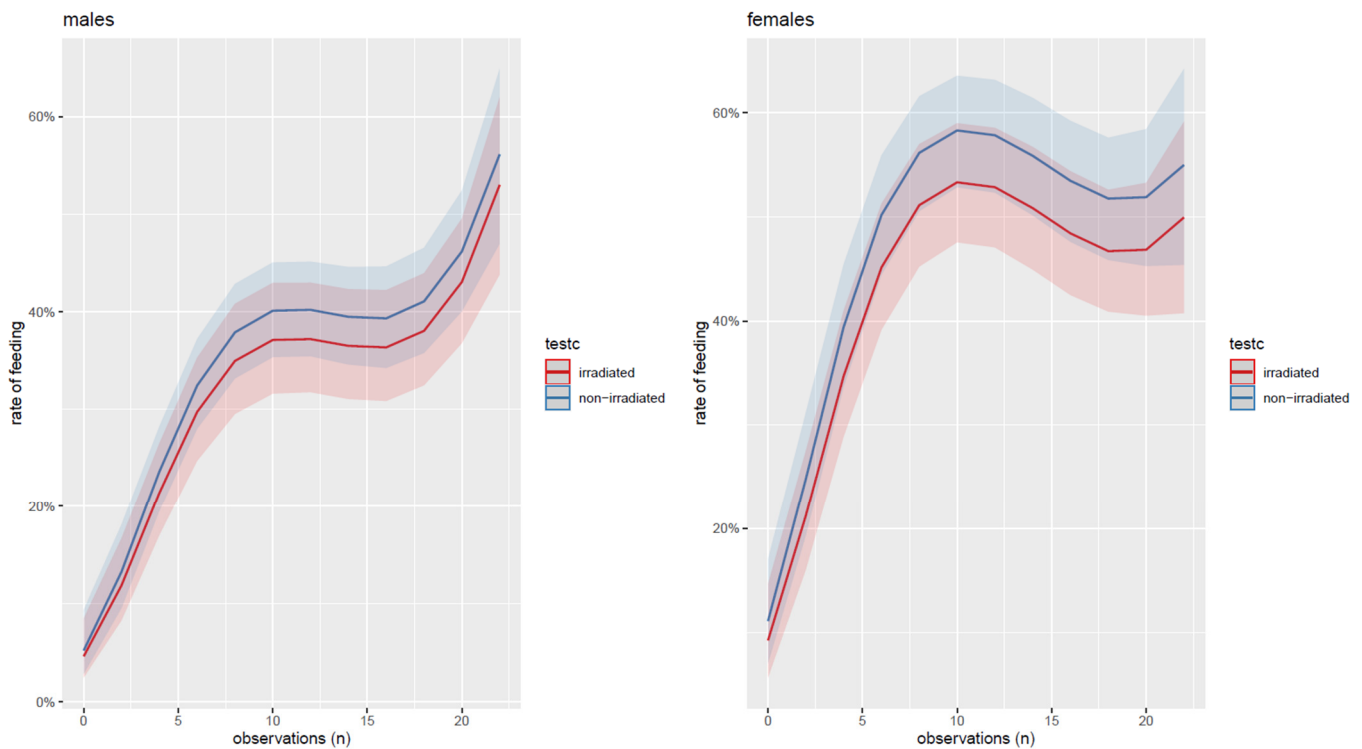 males
60%
40%
20%
0%
rate of feeding
0
5
10
15
20
observations (n)
testc
irradiated
non-irradiated
females
60%
40%
20%
rate of feeding
0
5
10
15
20
observations (n)
testc
irradiated
non-irradiated